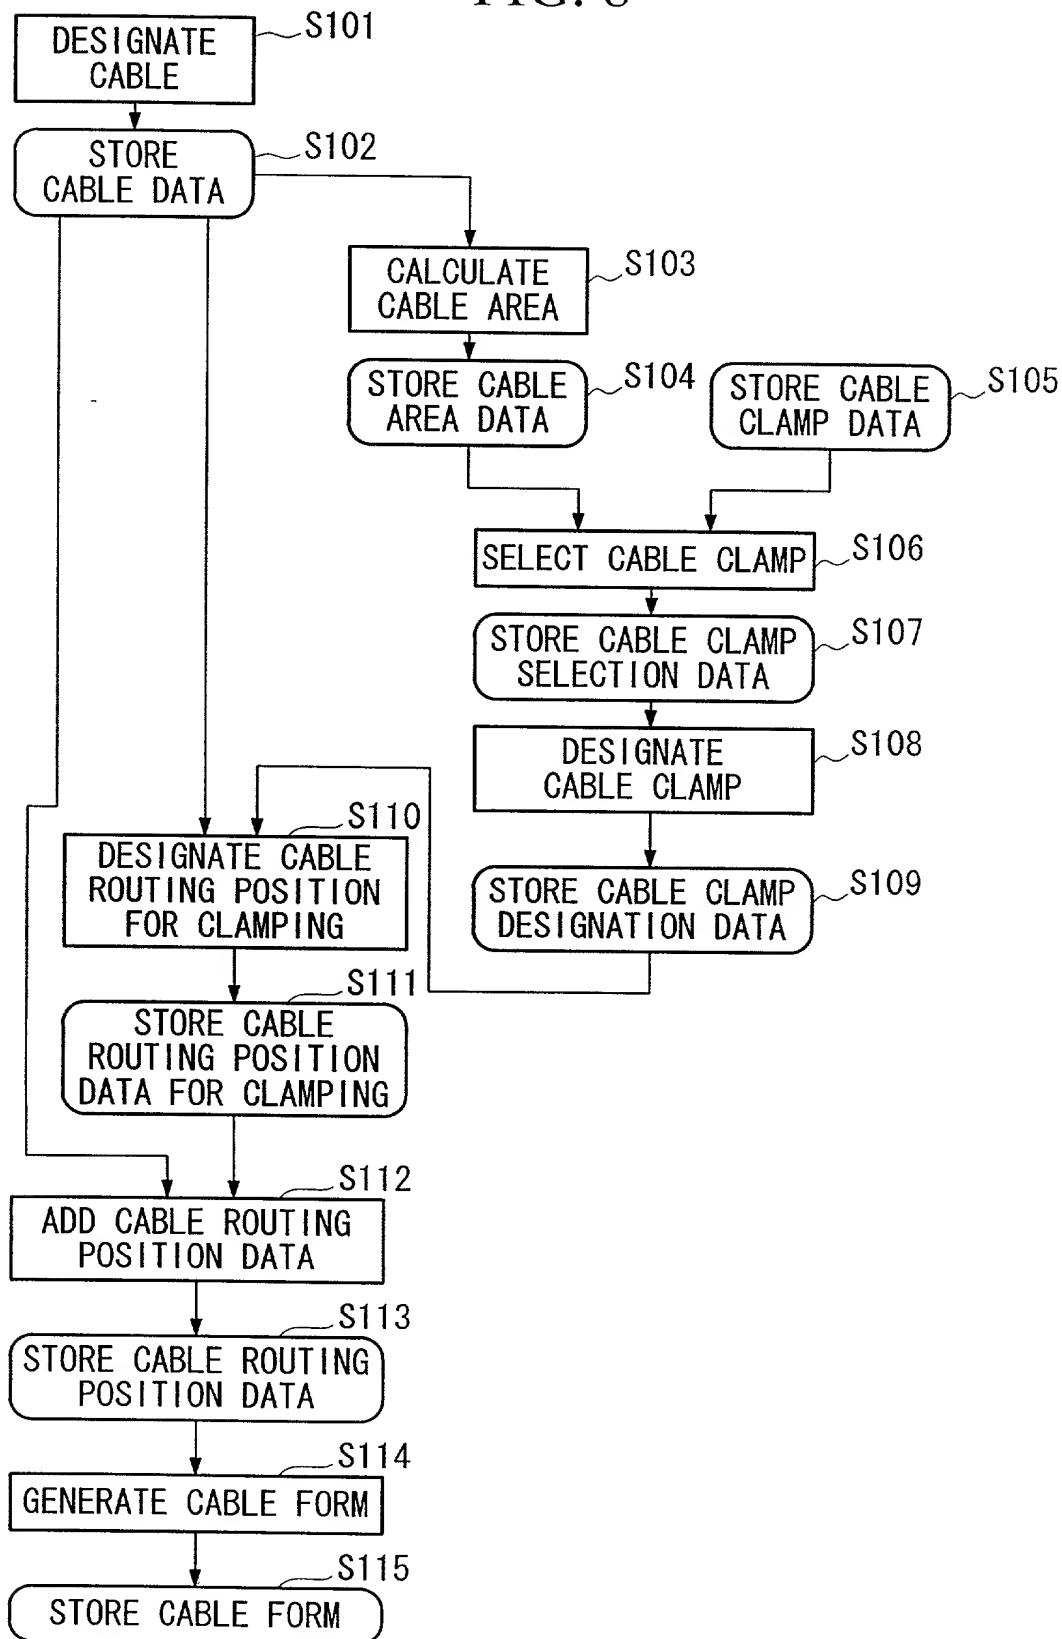 FIG. 8
DESIGNATE
CABLE
S101
STORE
CABLE DATA
S102
CALCULATE
CABLE AREA
S103
STORE CABLE
AREA DATA
S104
STORE CABLE
CLAMP DATA
S105
SELECT CABLE CLAMP
S106
STORE CABLE CLAMP
SELECTION DATA
S107
DESIGNATE
CABLE CLAMP
S108
STORE CABLE CLAMP
DESIGNATION DATA
S109
S110
DESIGNATE CABLE
ROUTING POSITION
FOR CLAMPING
S111
STORE CABLE
ROUTING POSITION
DATA FOR CLAMPING
S112
ADD CABLE ROUTING
POSITION DATA
S113
STORE CABLE ROUTING
POSITION DATA
S114
GENERATE CABLE FORM
S115
STORE CABLE FORM